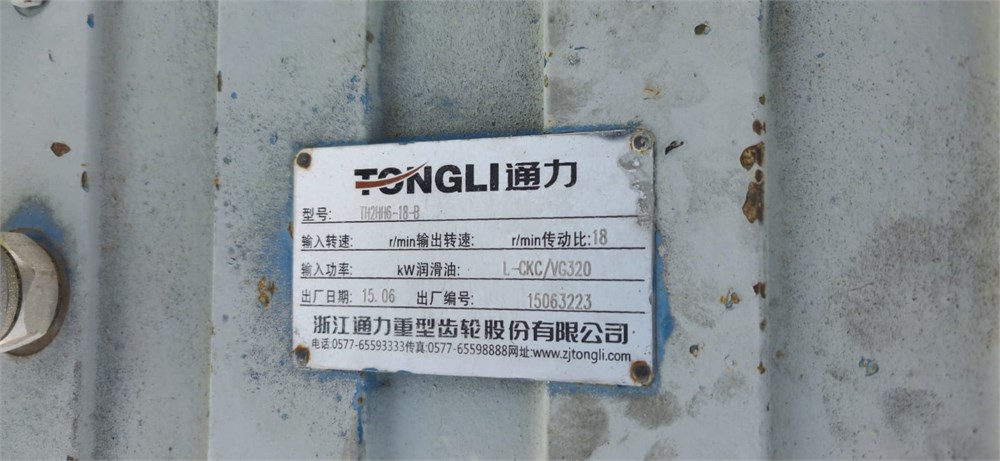 TONGLI通力
型号: TH2HH6-18-B
输入转速: r/min输出转速: r/min传动比:18
输入功率: kW润滑油: L-CKC/VG320
出厂日期: 15.06 出厂编号: 15063223
浙江通力重型齿轮股份有限公司
电话:0577-65593333传真:0577-65598888网址:www.zjtongli.com